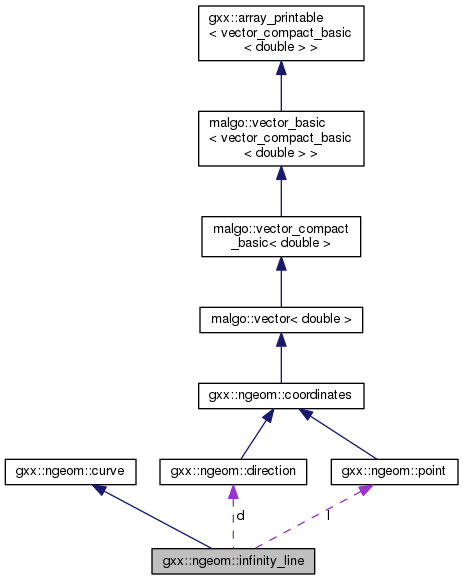 gxx::array_printable
< vector_compact_basic
< double > >
malgo::vector_basic
< vector_compact_basic
< double > >
malgo::vector_compact
_basic< double >
malgo::vector< double >
gxx::ngeom::coordinates
gxx::ngeom::curve
gxx::ngeom::direction
gxx::ngeom::point
d
l
gxx::ngeom::infinity_line